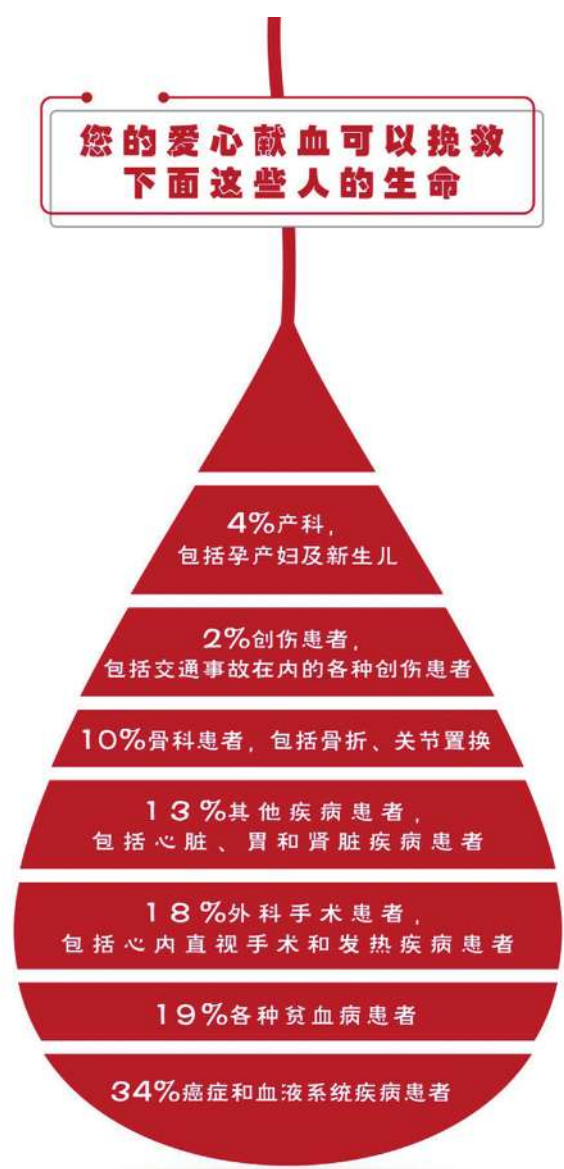 您的爱心献血可以挽救
下面这些人的生命
4%产科，
包括孕产妇及新生儿
2%创伤患者，
包括交通事故在内的各种创伤患者
10%骨科患者，包括骨折、关节置换
13%其他疾病患者，
包括心脏、胃和肾脏疾病患者
18%外科手术患者，
包括心内直视手术和发热疾病患者
19%各种贫血病患者
34%癌症和血液系统疾病患者